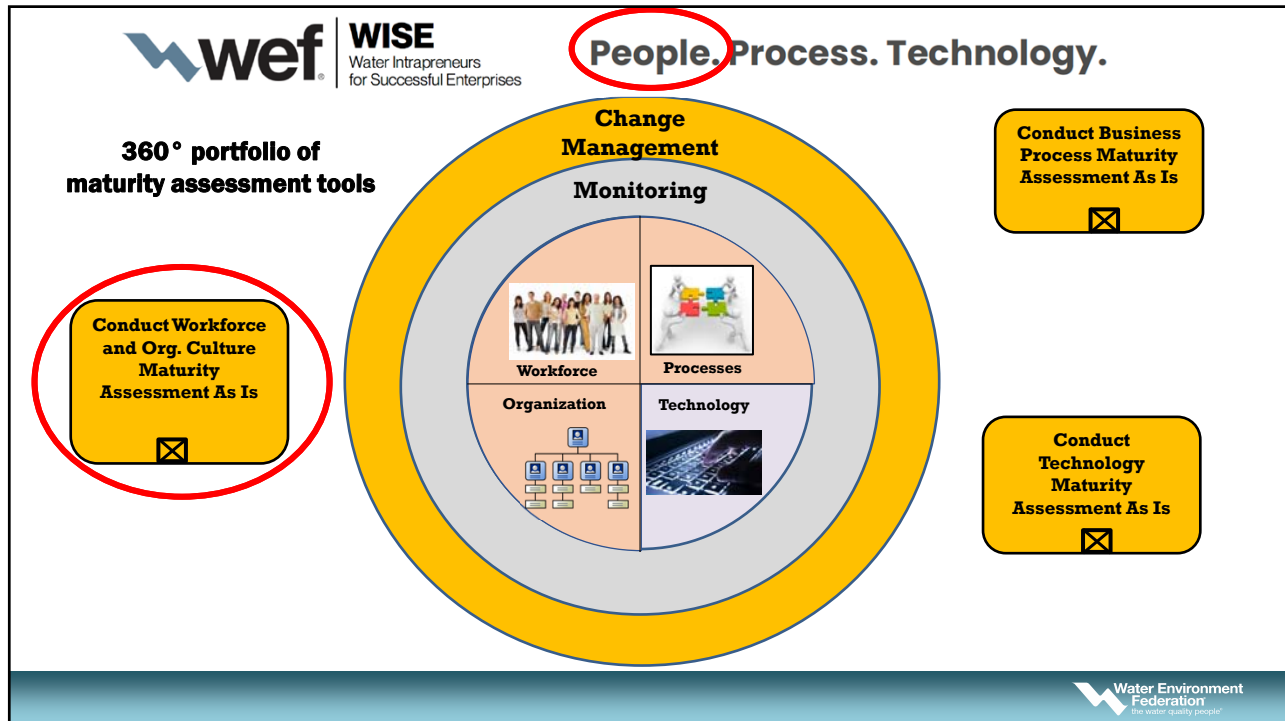 wef
WISE
Water Intrapreneurs
for Successful Enterprises
People. Process. Technology.
360° portfolio of
maturity assessment tools
Change
Management
Monitoring
Workforce
Processes
Organization
Technology
Conduct Workforce
and Org. Culture
Maturity
Assessment As Is
Conduct Business
Process Maturity
Assessment As Is
Conduct
Technology
Maturity
Assessment As Is
Water Environment
Federation
the water quality people®